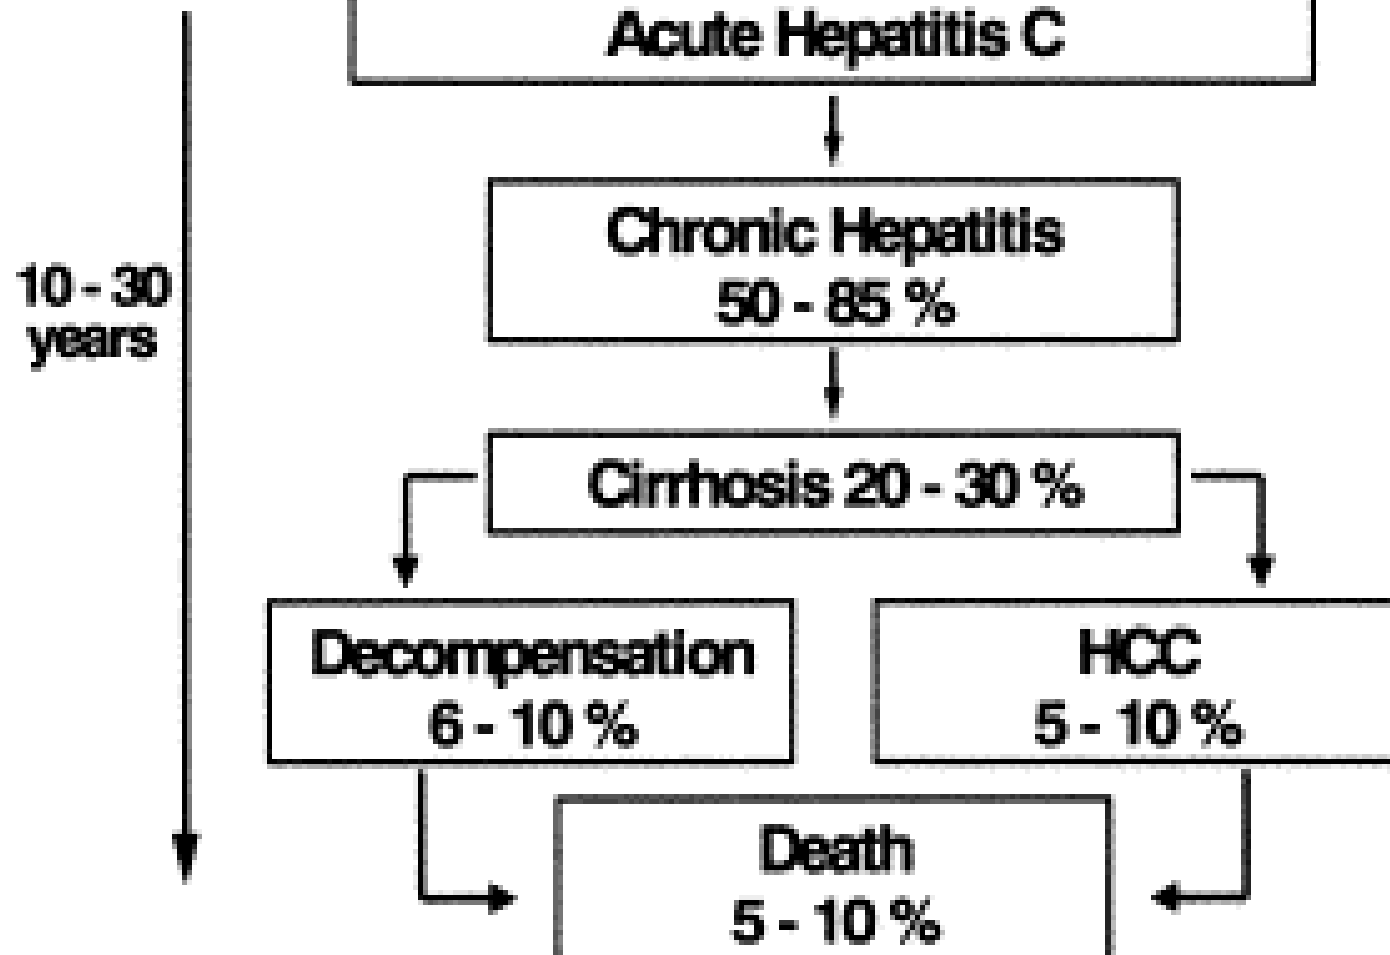 Acute Hepatitis C
Chronic Hepatitis
50 - 85 %
10 - 30
years
Cirrhosis 20 - 30 %
Decompensation
6 - 10 %
HCC
5 - 10 %
Death
5 - 10 %